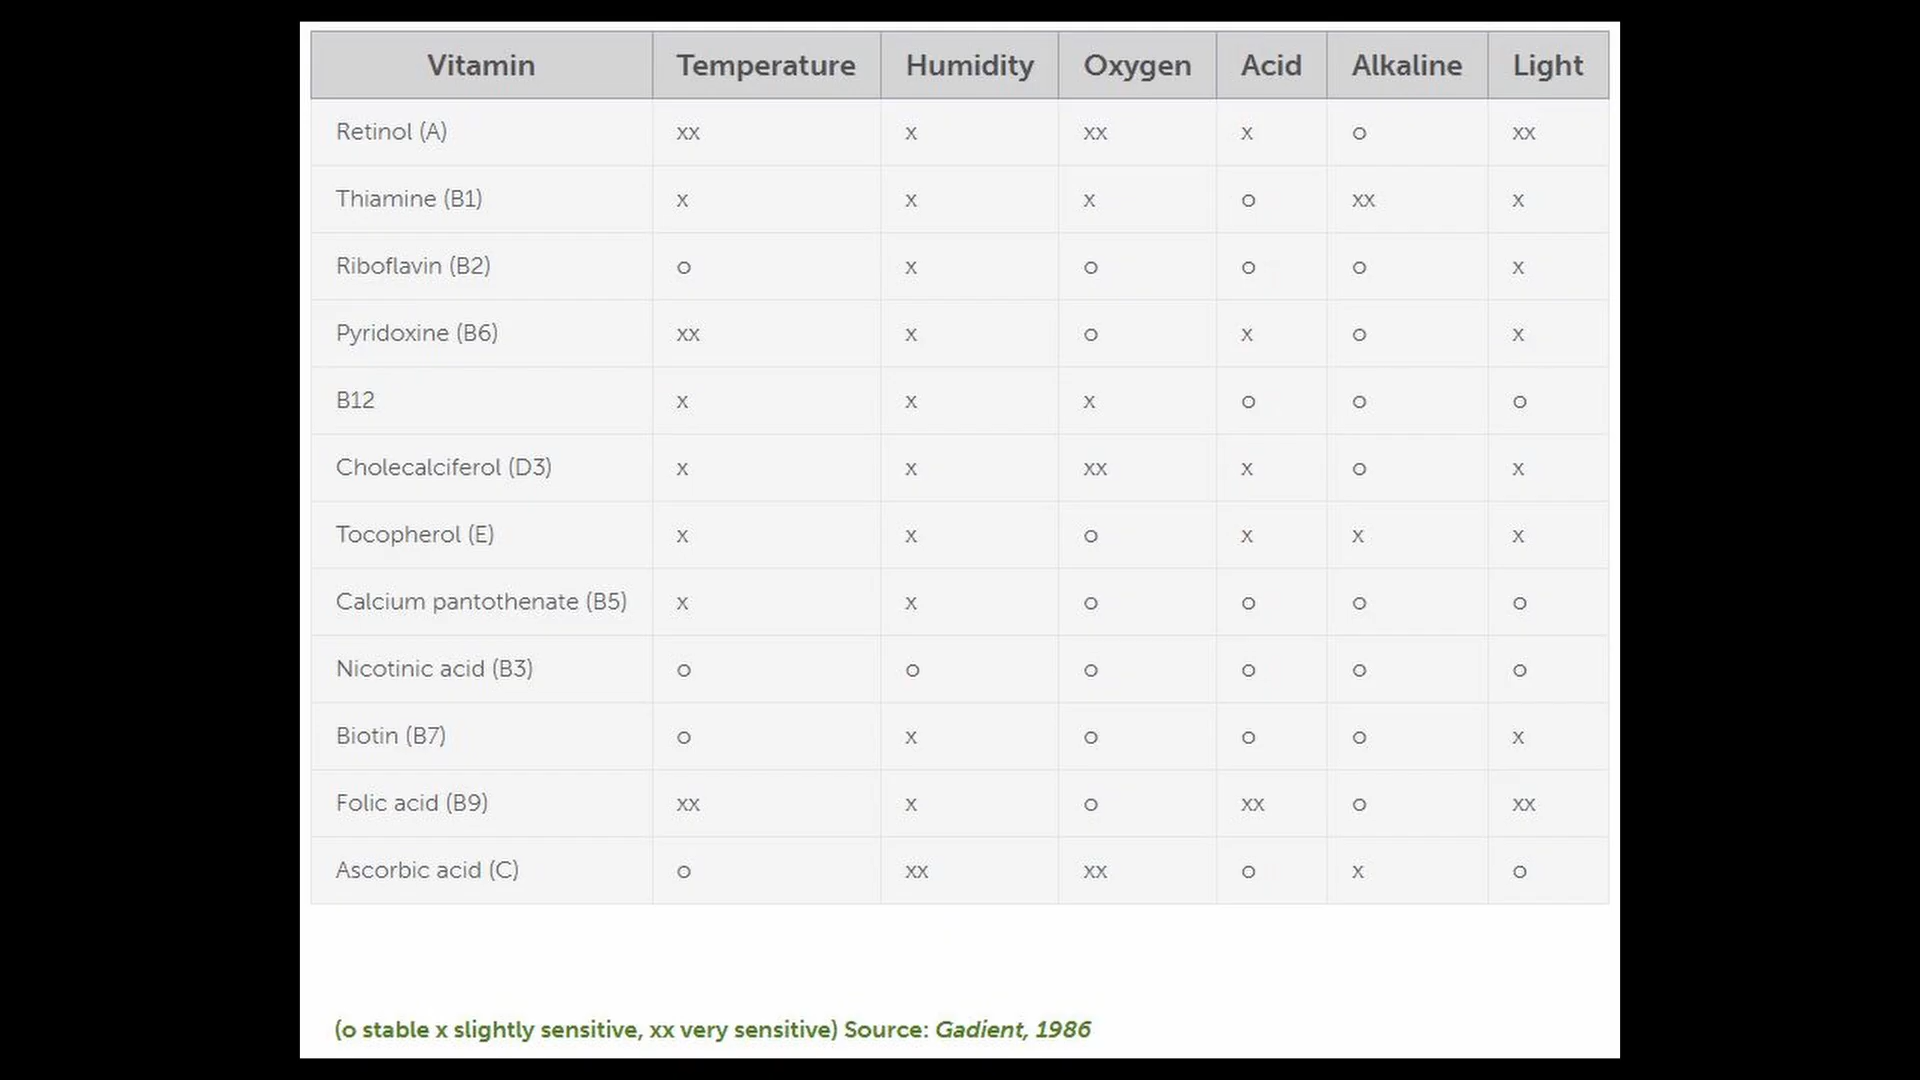 Vitamin Temperature Humidity Oxygen Acid Alkaline Light
Retinol (A) xx x xx x o xx
Thiamine (B1) x x x o xx x
Riboflavin (B2) o x o o o x
Pyridoxine (B6) xx x o x o x
B12 x x x o o o
Cholecalciferol (D3) x x xx x o x
Tocopherol (E) x x o x x x
Calcium pantothenate (B5) x x o o o o
Nicotinic acid (B3) o o o o o o
Biotin (B7) o x o o o x
Folic acid (B9) xx x o xx o xx
Ascorbic acid (C) o xx xx o x o
(o stable x slightly sensitive, xx very sensitive) Source: Gadient, 1986